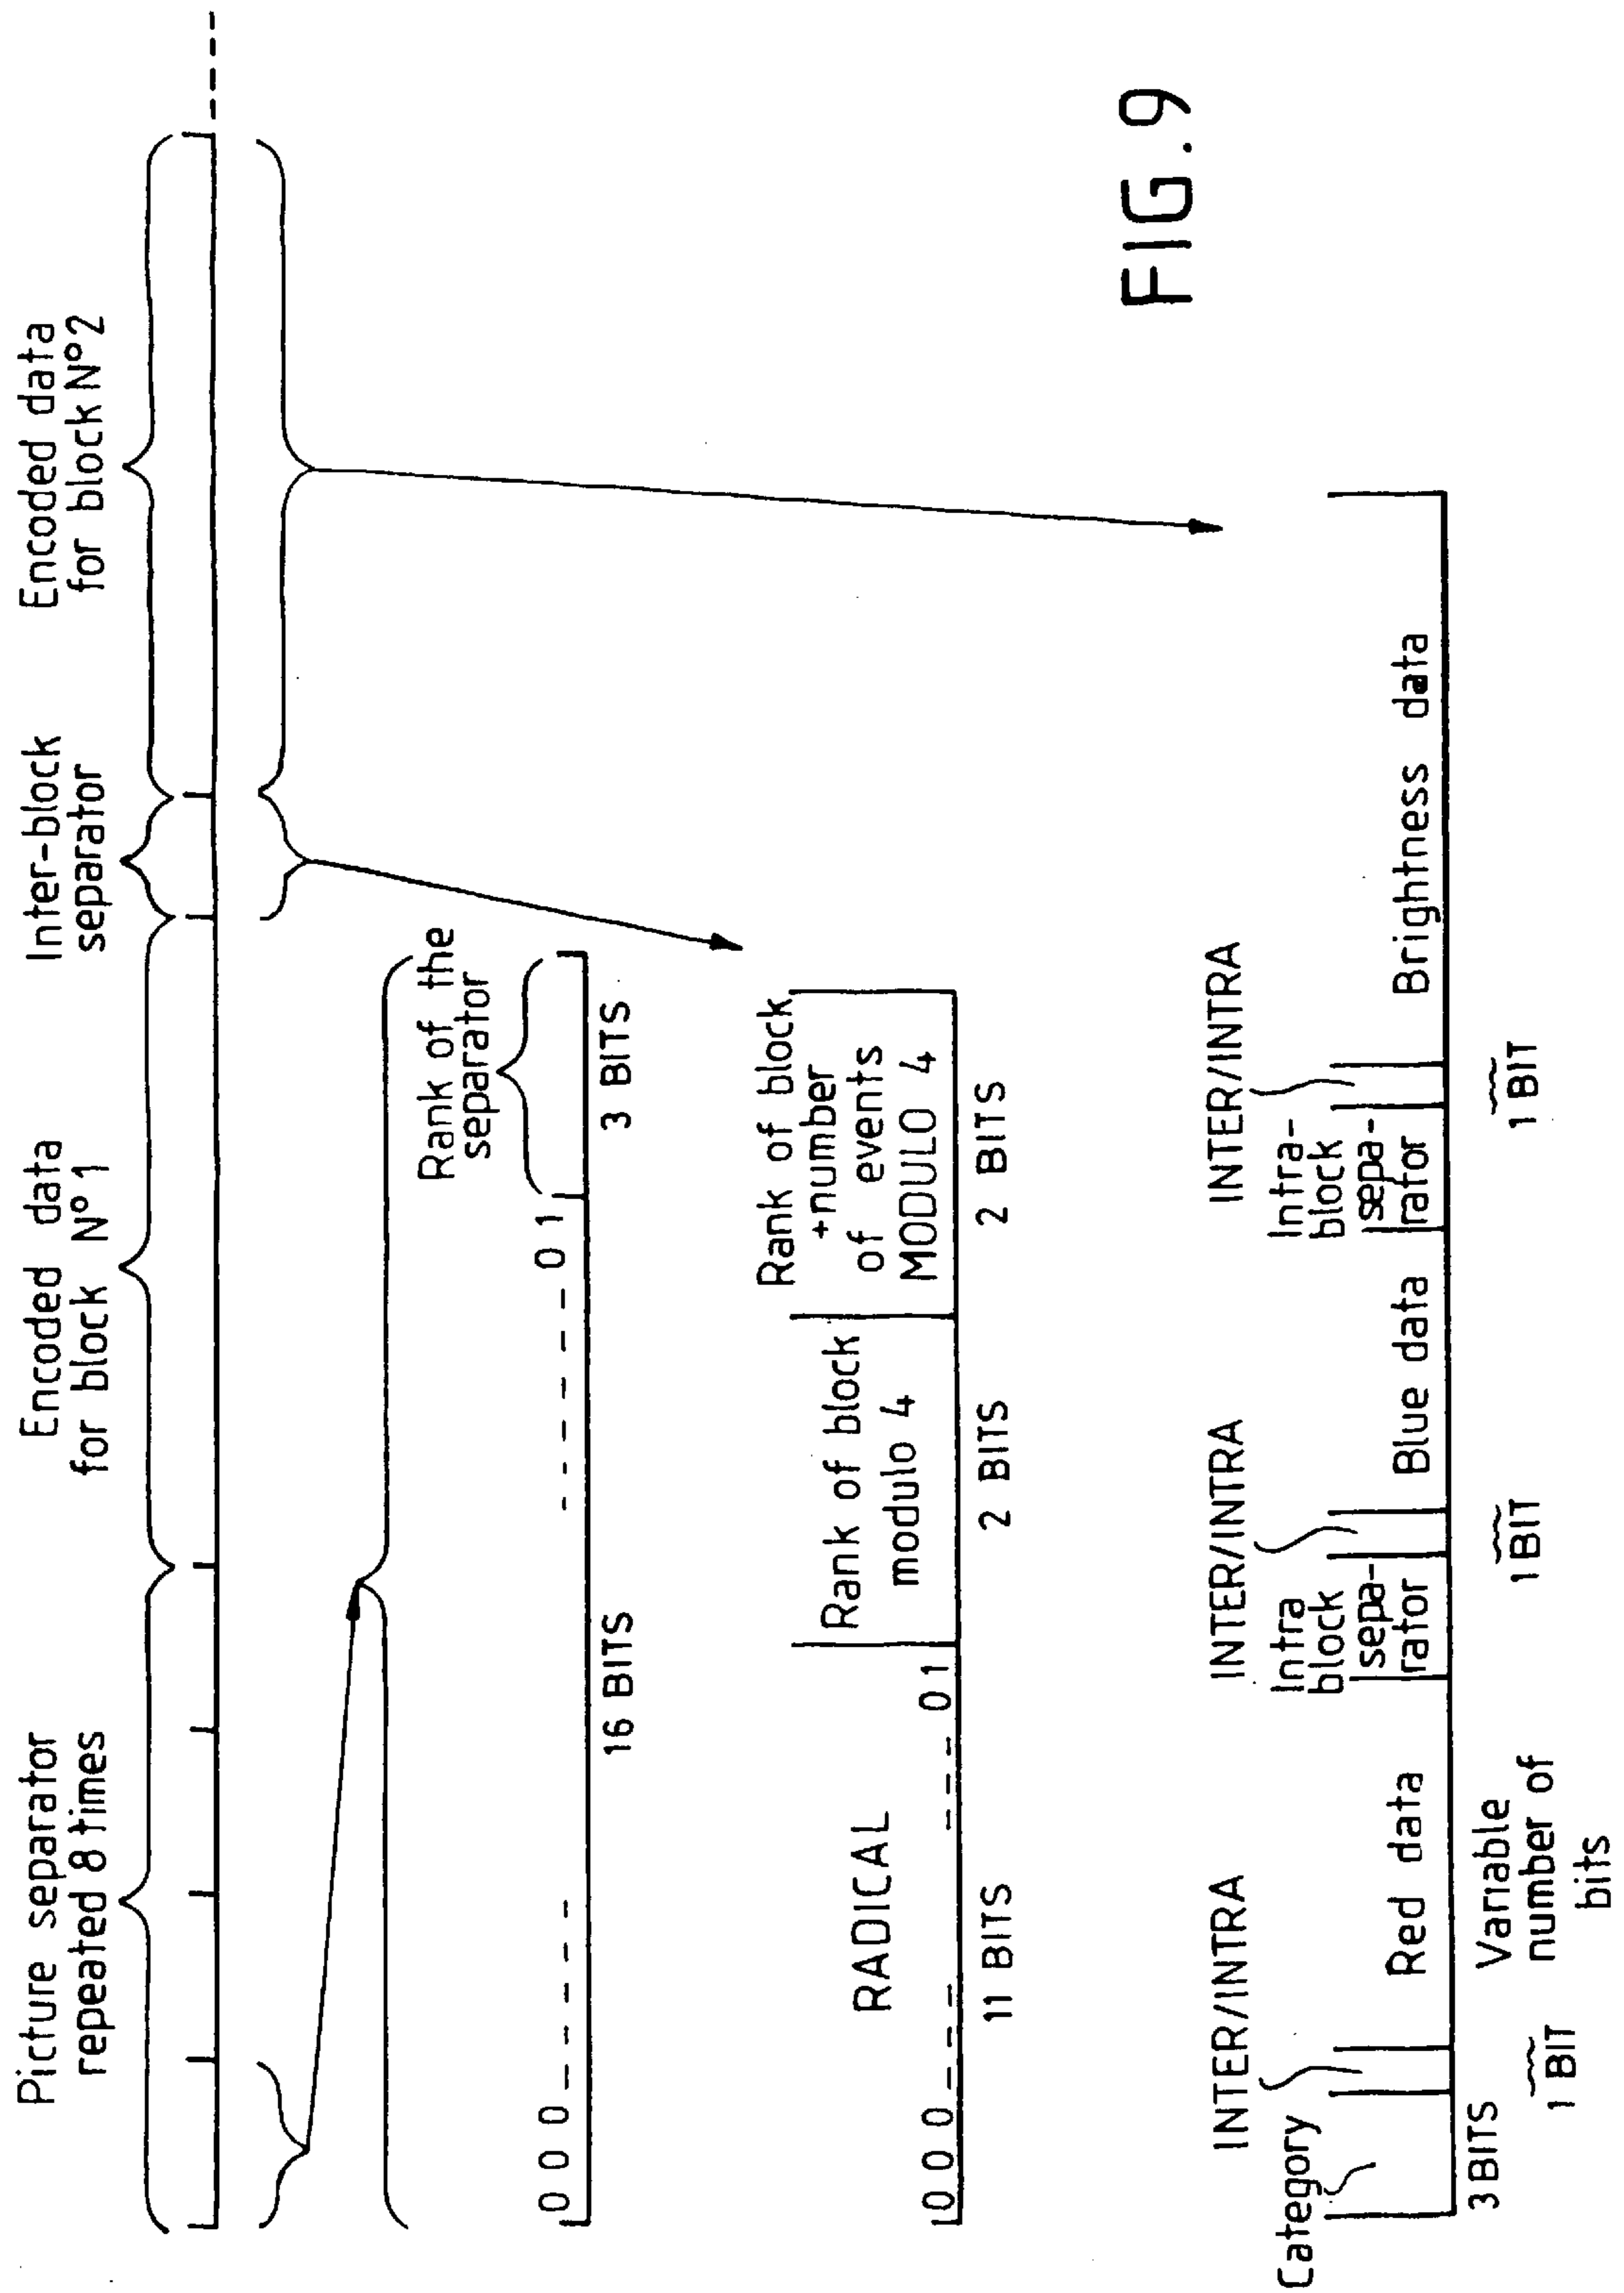 Picture separator
repeated 8 times
Encoded data
for block N° 1
Inter-block
separator
Encoded data
for block N° 2
Rank of the
separator
0 0 0 – – – – – – – – 0 1
16 BITS
3 BITS
0 0 0 – – – – – – 0 1
RADICAL
Rank of block
modulo 4
Rank of block
+number
of events
MODULO 4
11 BITS
2 BITS
2 BITS
Category
INTER/INTRA
Red data
Intra
block
sepa-
rator
INTER/INTRA
Blue data
Intra-
block
sepa-
rator
INTER/INTRA
Brightness data
3 BITS
1 BIT
Variable
number of
bits
1 BIT
1 BIT
FIG.9